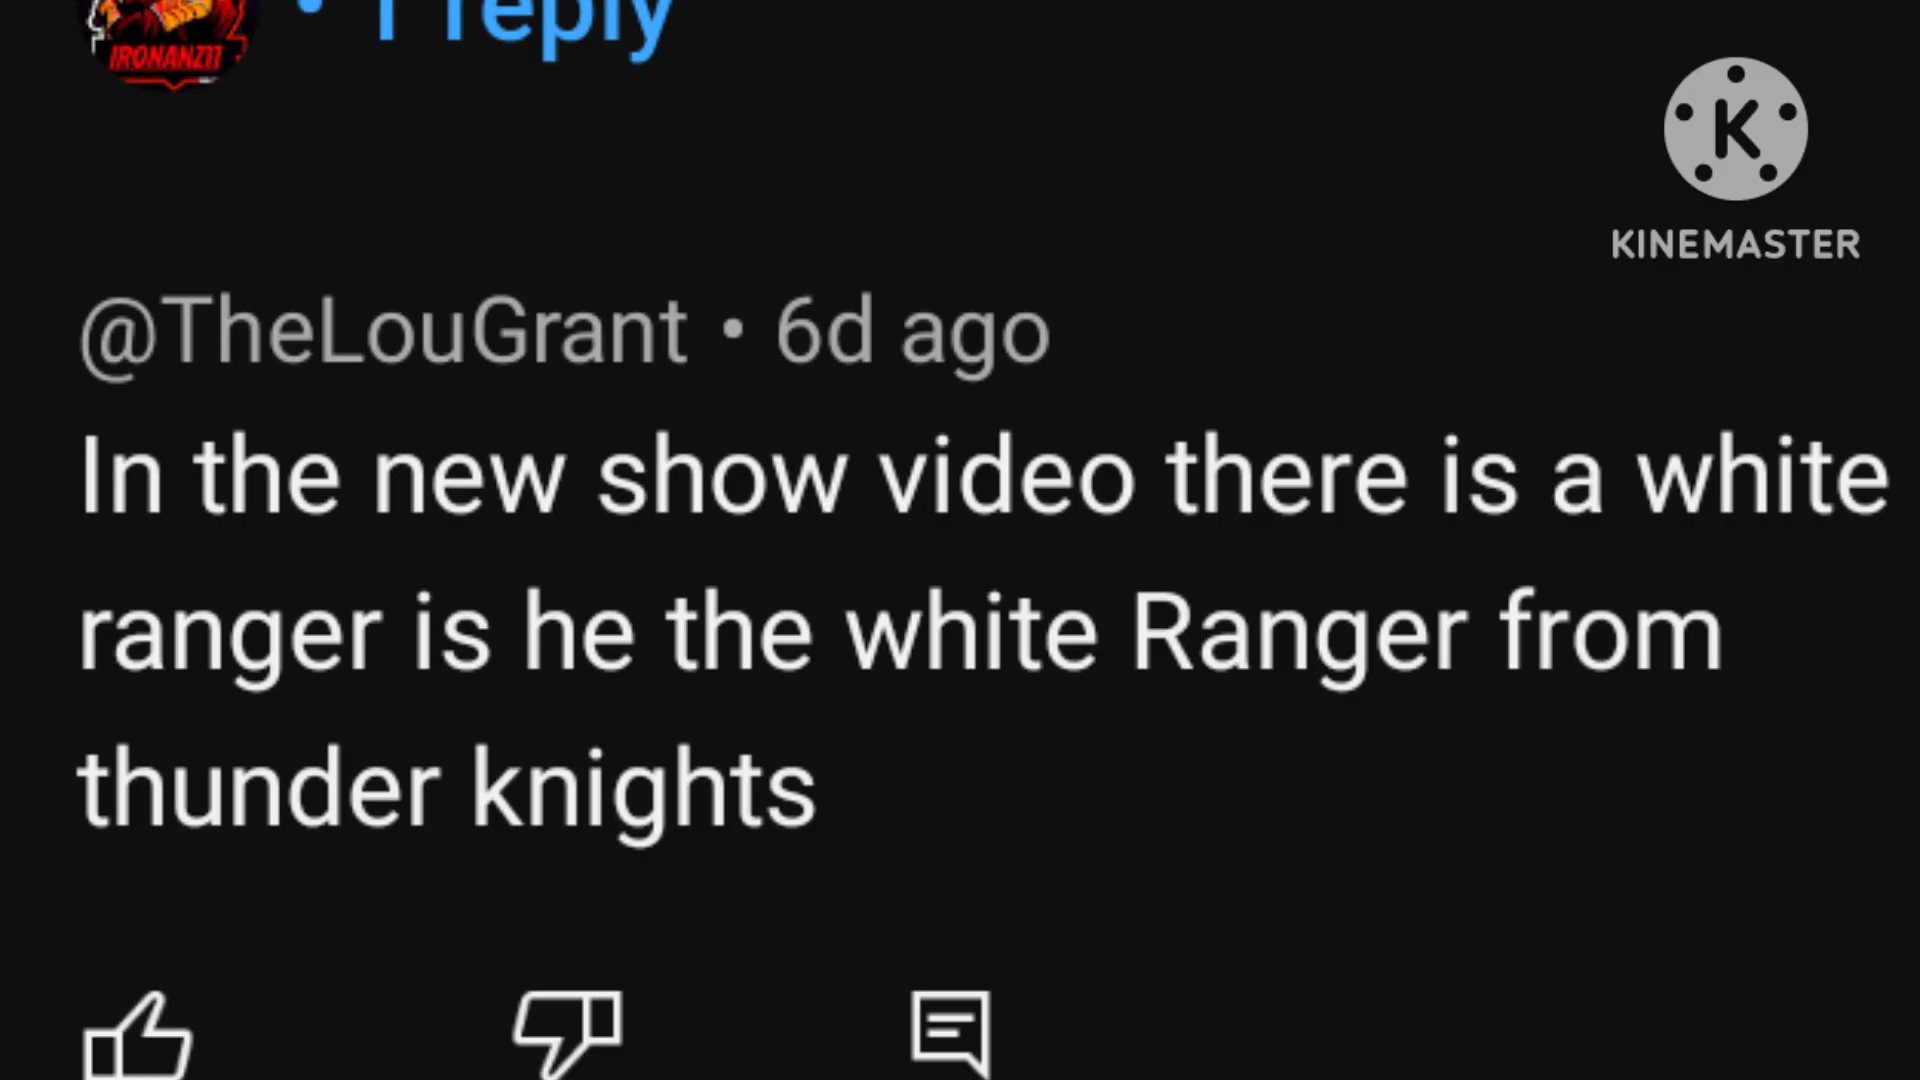 IRONANZ17
• 1 reply
KINEMASTER
@TheLouGrant • 6d ago
In the new show video there is a white
ranger is he the white Ranger from
thunder knights